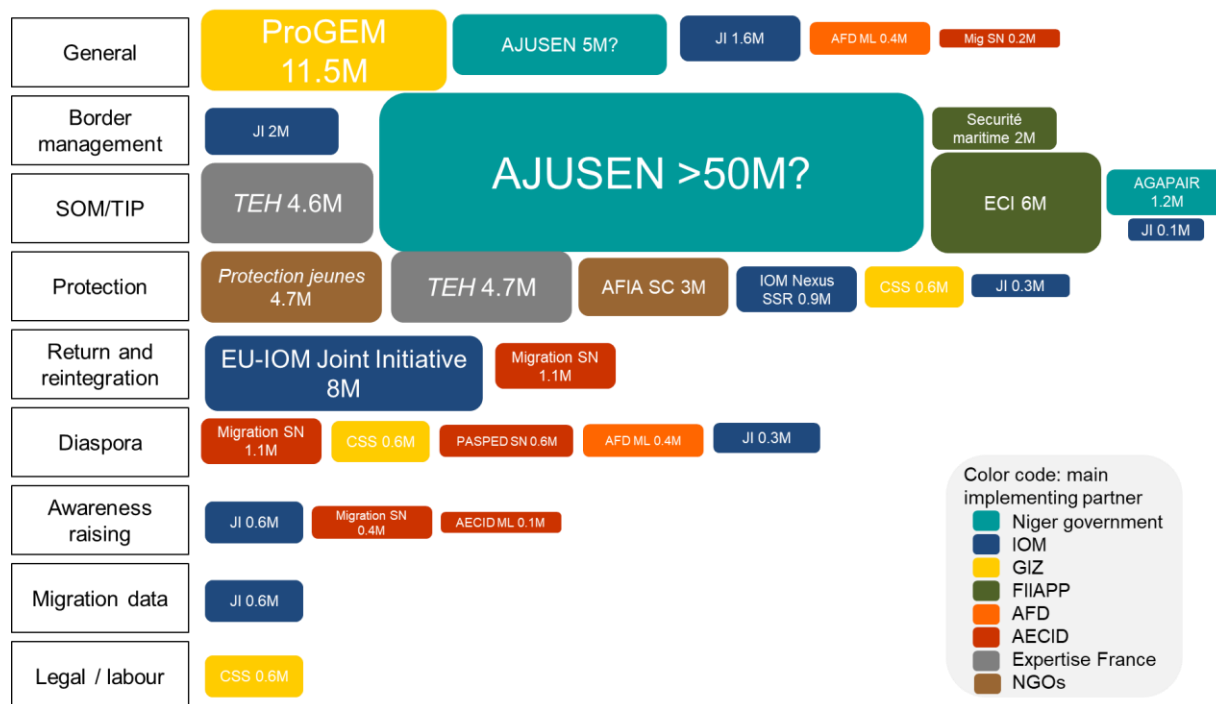 General
ProGEM
11.5M
AJUSEN 5M?
JI 1.6M
AFD ML 0.4M
Mig SN 0.2M
Border
management
JI 2M
AJUSEN >50M?
Securité
maritime 2M
SOM/TIP
TEH 4.6M
ECI 6M
AGAPAIR
1.2M
JI 0.1M
Protection
Protection jeunes
4.7M
TEH 4.7M
AFIA SC 3M
IOM Nexus
SSR 0.9M
CSS 0.6M
JI 0.3M
Return and
reintegration
EU-IOM Joint Initiative
8M
Migration SN
1.1M
Diaspora
Migration SN
1.1M
CSS 0.6M
PASPED SN 0.6M
AFD ML 0.4M
JI 0.3M
Awareness
raising
JI 0.6M
Migration SN
0.4M
AECID ML 0.1M
Migration data
JI 0.6M
Legal / labour
CSS 0.6M
Color code: main
implementing partner
Niger government
IOM
GIZ
FIIAPP
AFD
AECID
Expertise France
NGOs